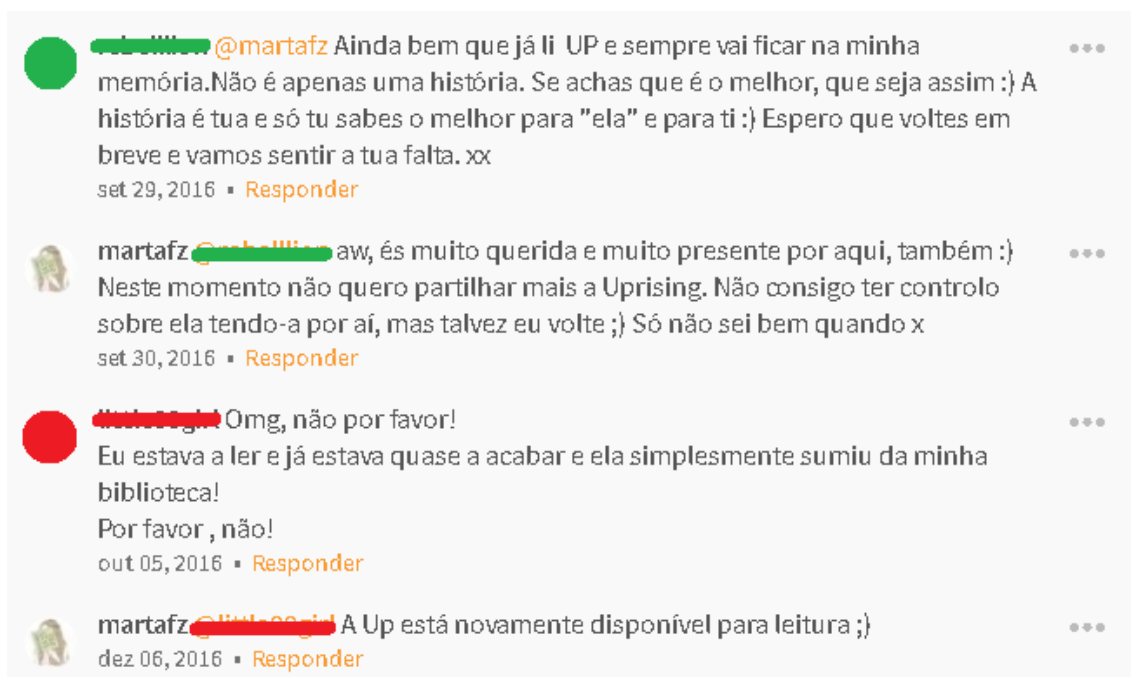 @martafz Ainda bem que já li UP e sempre vai ficar na minha
memória.Não é apenas uma história. Se achas que é o melhor, que seja assim :) A
história é tua e só tu sabes o melhor para "ela" e para ti :) Espero que voltes em
breve e vamos sentir a tua falta. xx
set 29, 2016 ▪ Responder
martafz aw, és muito querida e muito presente por aqui, também :)
Neste momento não quero partilhar mais a Uprising. Não consigo ter controlo
sobre ela tendo-a por aí, mas talvez eu volte ;) Só não sei bem quando x
set 30, 2016 ▪ Responder
Omg, não por favor!
Eu estava a ler e já estava quase a acabar e ela simplesmente sumiu da minha
biblioteca!
Por favor , não!
out 05, 2016 ▪ Responder
martafz A Up está novamente disponível para leitura ;)
dez 06, 2016 ▪ Responder